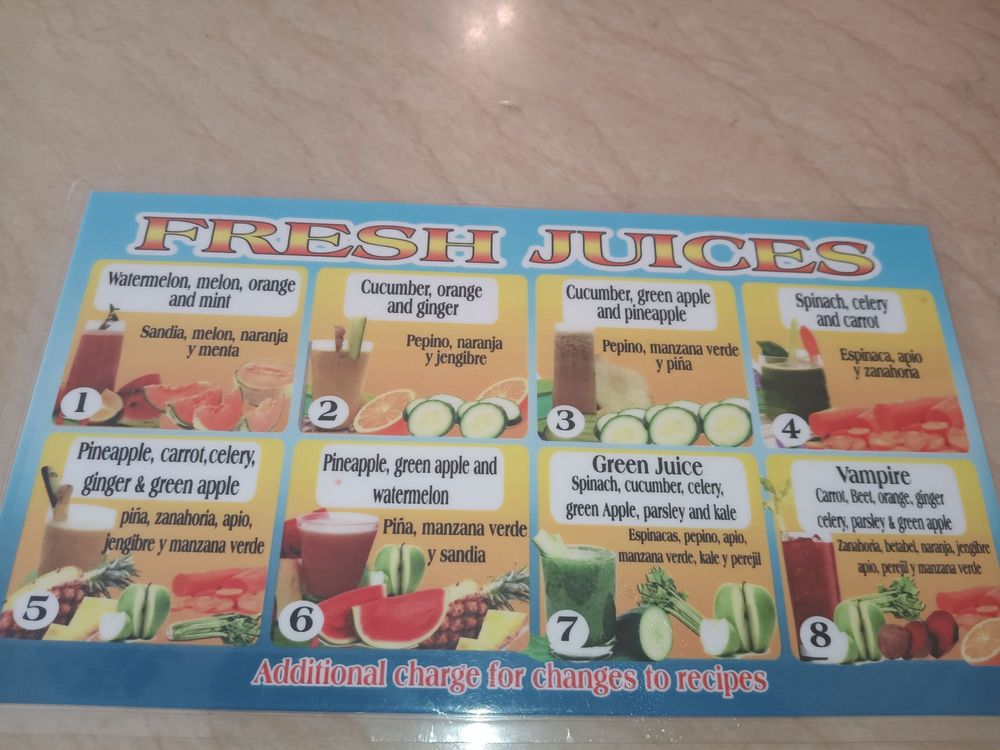 FRESH JUICES
Watermelon, melon, orange
and mint
Sandia, melon, naranja
y menta
1
Cucumber, orange
and ginger
Pepino, naranja
y jengibre
2
Cucumber, green apple
and pineapple
Pepino, manzana verde
y piña
3
Spinach, celery
and carrot
Espinaca, apio
y zanahoria
4
Pineapple, carrot,celery,
ginger & green apple
piña, zanahoria, apio,
jengibre y manzana verde
5
Pineapple, green apple and
watermelon
Piña, manzana verde
y sandia
6
Green Juice
Spinach, cucumber, celery,
green Apple, parsley and kale
Espinacas, pepino, apio,
manzana verde, kale y perejil
7
Vampire
Carrot, Beet, orange, ginger
celery, parsley & green apple
Zanahoria, betabel, naranja, jengibre
apio, perejil y manzana verde
8
Additional charge for changes to recipes